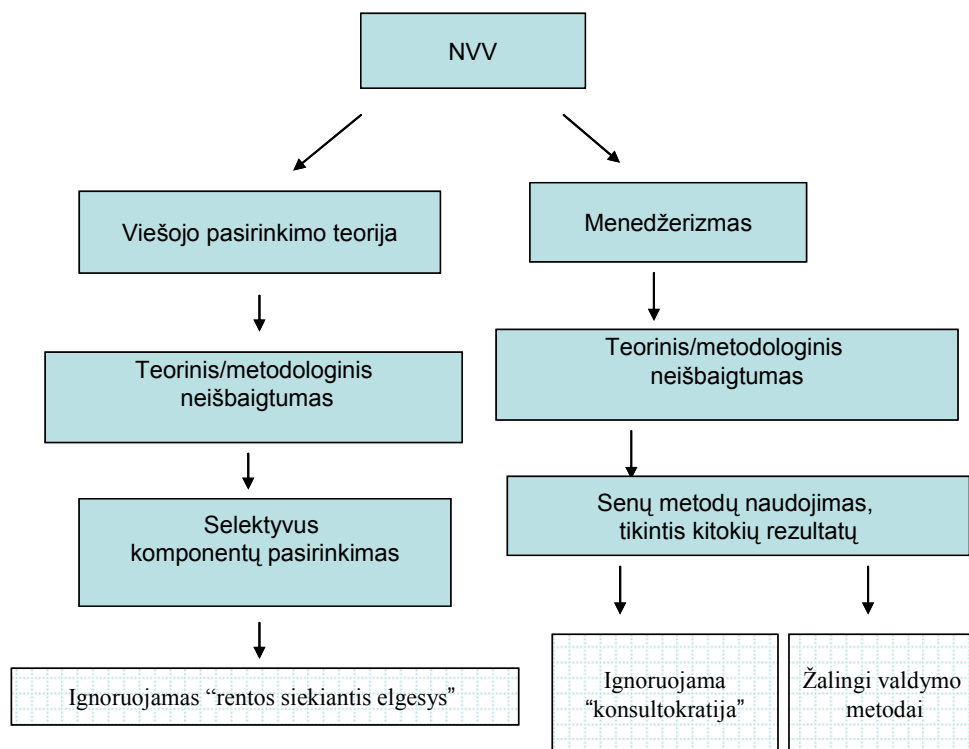 NVV
Viešojo pasirinkimo teorija
Menedžerizmas
Teorinis/metodologinis
neišbaigtumas
Teorinis/metodologinis
neišbaigtumas
Selektyvus
komponentų pasirinkimas
Senų metodų naudojimas,
tikintis kitokių rezultatų
Ignoruojamas “rentos siekiantis elgesys”
Ignoruojama
“konsultokratija”
Žalingi valdymo
metodai